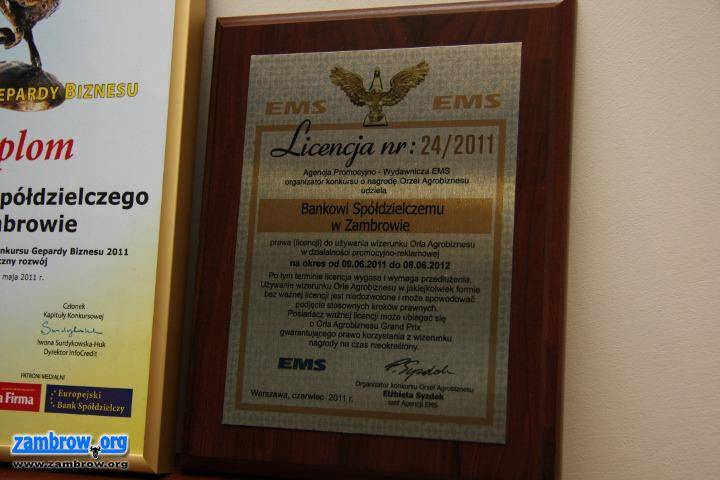 GEPARDY BIZNESU
plom
spółdzielczego
mbrowie
onkursu Gepardy Biznesu 2011
czny rozwój
maja 2011 r.
Członek
Kapituły Konkursowej
Iwona Surdykowska-Huk
Dyrektor InfoCredit
PATRONI MEDIALNI
a Firma
Europejski
Bank Spółdzielczy
zambrow.org
www.zambrow.org
EMS EMS
Licencja nr: 24/2011
Agencja Promocyjno - Wydawnicza EMS
organizator konkursu o nagrodę Orzeł Agrobiznesu
udziela
Bankowi Spółdzielczemu
w Zambrowie
prawa (licencji) do używania wizerunku Orła Agrobiznesu
w działalności promocyjno-reklamowej
na okres od 09.06.2011 do 08.06.2012
Po tym terminie licencja wygasa i wymaga przedłużenia.
Używanie wizerunku Orła Agrobiznesu w jakiejkolwiek formie
bez ważnej licencji jest niedozwolone i może spowodować
podjęcie stosownych kroków prawnych.
Posiadacz ważnej licencji może ubiegać się
o Orła Agrobiznesu Grand Prix
gwarantującego prawo korzystania z wizerunku
nagrody na czas nieokreślony.
EMS
Organizator konkursu Orzeł Agrobiznesu
Elżbieta Syzdek
szef Agencji EMS
Warszawa, czerwiec 2011 r.